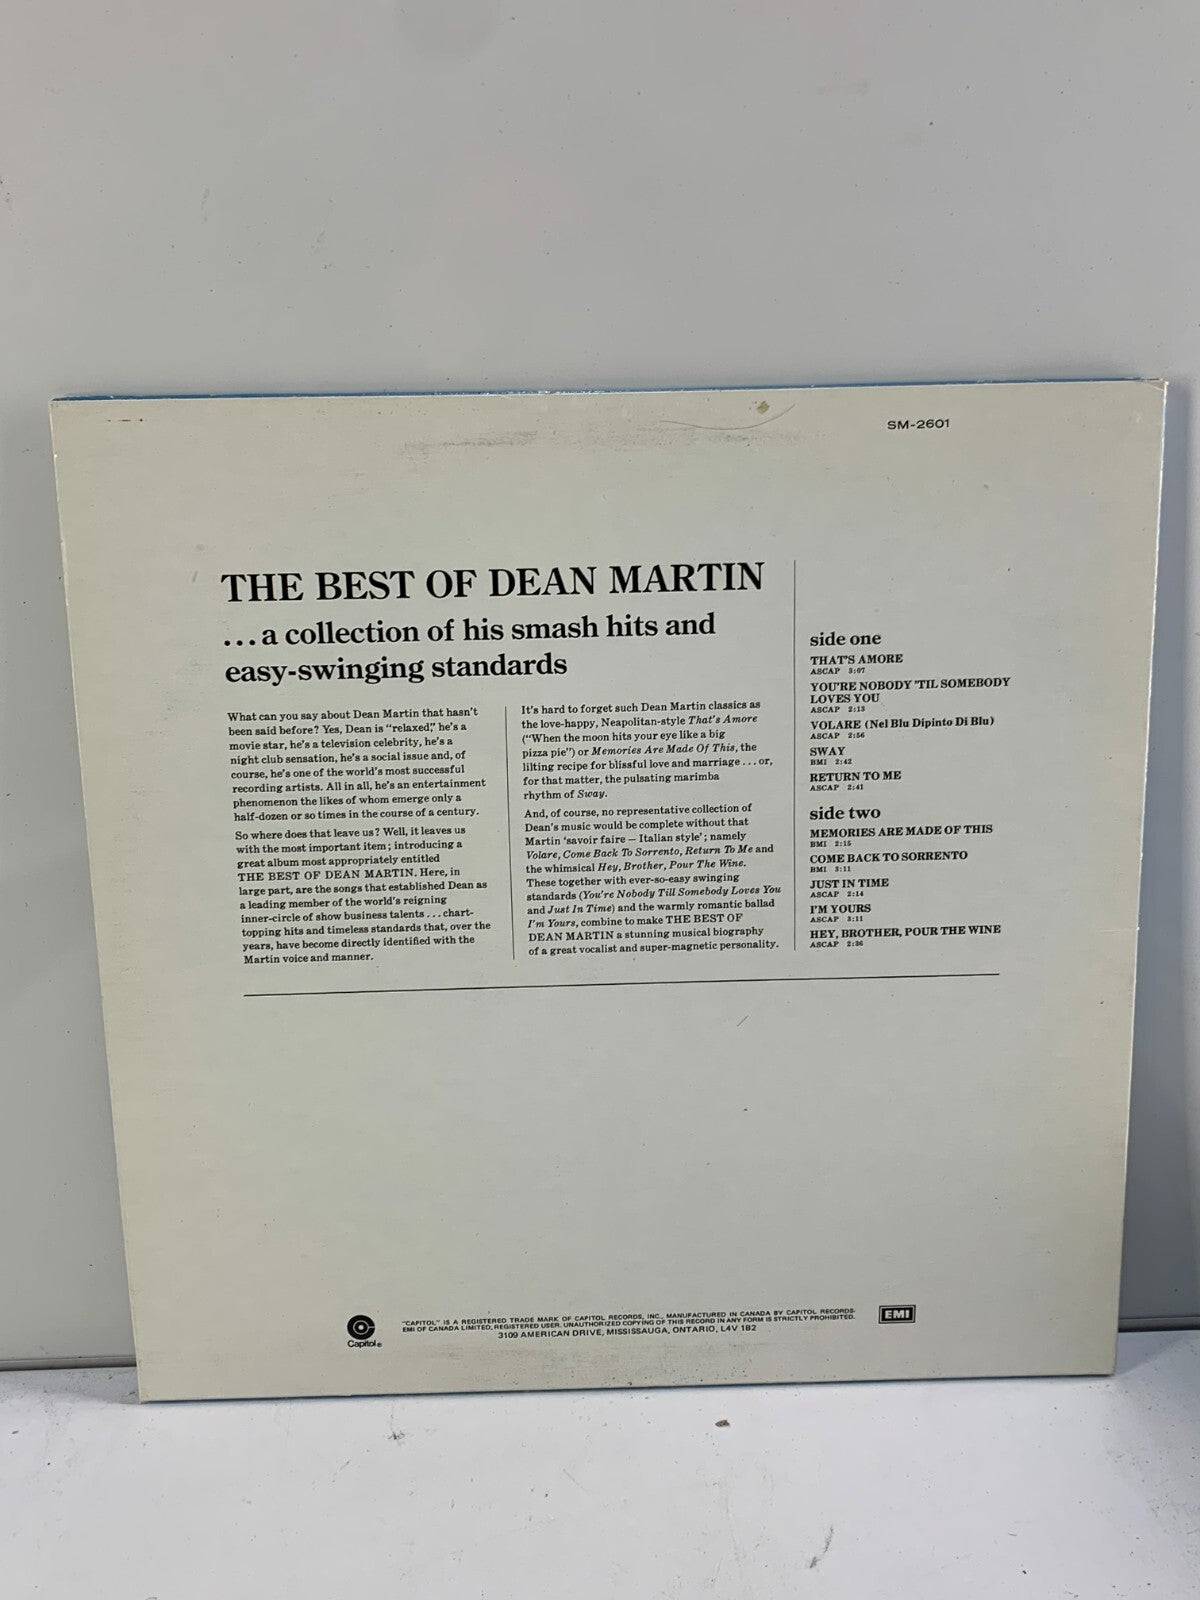 SM-2601
THE BEST OF DEAN MARTIN
...a collection of his smash hits and
easy-swinging standards
What can you say about Dean Martin that hasn't
been said before? Yes, Dean is "relaxed," he's a
movie star, he's a television celebrity, he's a
night club sensation, he's a social issue and, of
course, he's one of the world's most successful
recording artists. All in all, he's an entertainment
phenomenon the likes of whom emerge only a
half-dozen or so times in the course of a century.
So where does that leave us? Well, it leaves us
with the most important item; introducing a
great album most appropriately entitled
THE BEST OF DEAN MARTIN. Here, in
large part, are the songs that established Dean as
a leading member of the world's reigning
inner-circle of show business talents...chart-
topping hits and timeless standards that, over the
years, have become directly identified with the
Martin voice and manner.
It's hard to forget such Dean Martin classics as
the love-happy, Neapolitan-style That's Amore
("When the moon hits your eye like a big
pizza pie") or Memories Are Made Of This, the
lilting recipe for blissful love and marriage...or,
for that matter, the pulsating marimba
rhythm of Sway.
And, of course, no representative collection of
Dean's music would be complete without that
Martin 'savoir faire – Italian style'; namely
Volare, Come Back To Sorrento, Return To Me and
the whimsical Hey, Brother, Pour The Wine.
These together with ever-so-easy swinging
standards (You're Nobody Till Somebody Loves You
and Just In Time) and the warmly romantic ballad
I'm Yours, combine to make THE BEST OF
DEAN MARTIN a stunning musical biography
of a great vocalist and super-magnetic personality.
side one
THAT'S AMORE
ASCAP 3:07
YOU'RE NOBODY 'TIL SOMEBODY
LOVES YOU
ASCAP 2:13
VOLARE (Nel Blu Dipinto Di Blu)
ASCAP 2:56
SWAY
BMI 2:42
RETURN TO ME
ASCAP 2:41
side two
MEMORIES ARE MADE OF THIS
BMI 2:15
COME BACK TO SORRENTO
BMI 3:11
JUST IN TIME
ASCAP 2:14
I'M YOURS
ASCAP 3:11
HEY, BROTHER, POUR THE WINE
ASCAP 2:36
Capitol®
"CAPITOL" IS A REGISTERED TRADE MARK OF CAPITOL RECORDS, INC., MANUFACTURED IN CANADA BY CAPITOL RECORDS-
EMI OF CANADA LIMITED, REGISTERED USER. UNAUTHORIZED COPYING OF THIS RECORD IN ANY FORM IS STRICTLY PROHIBITED.
3109 AMERICAN DRIVE, MISSISSAUGA, ONTARIO, L4V 1B2
EMI